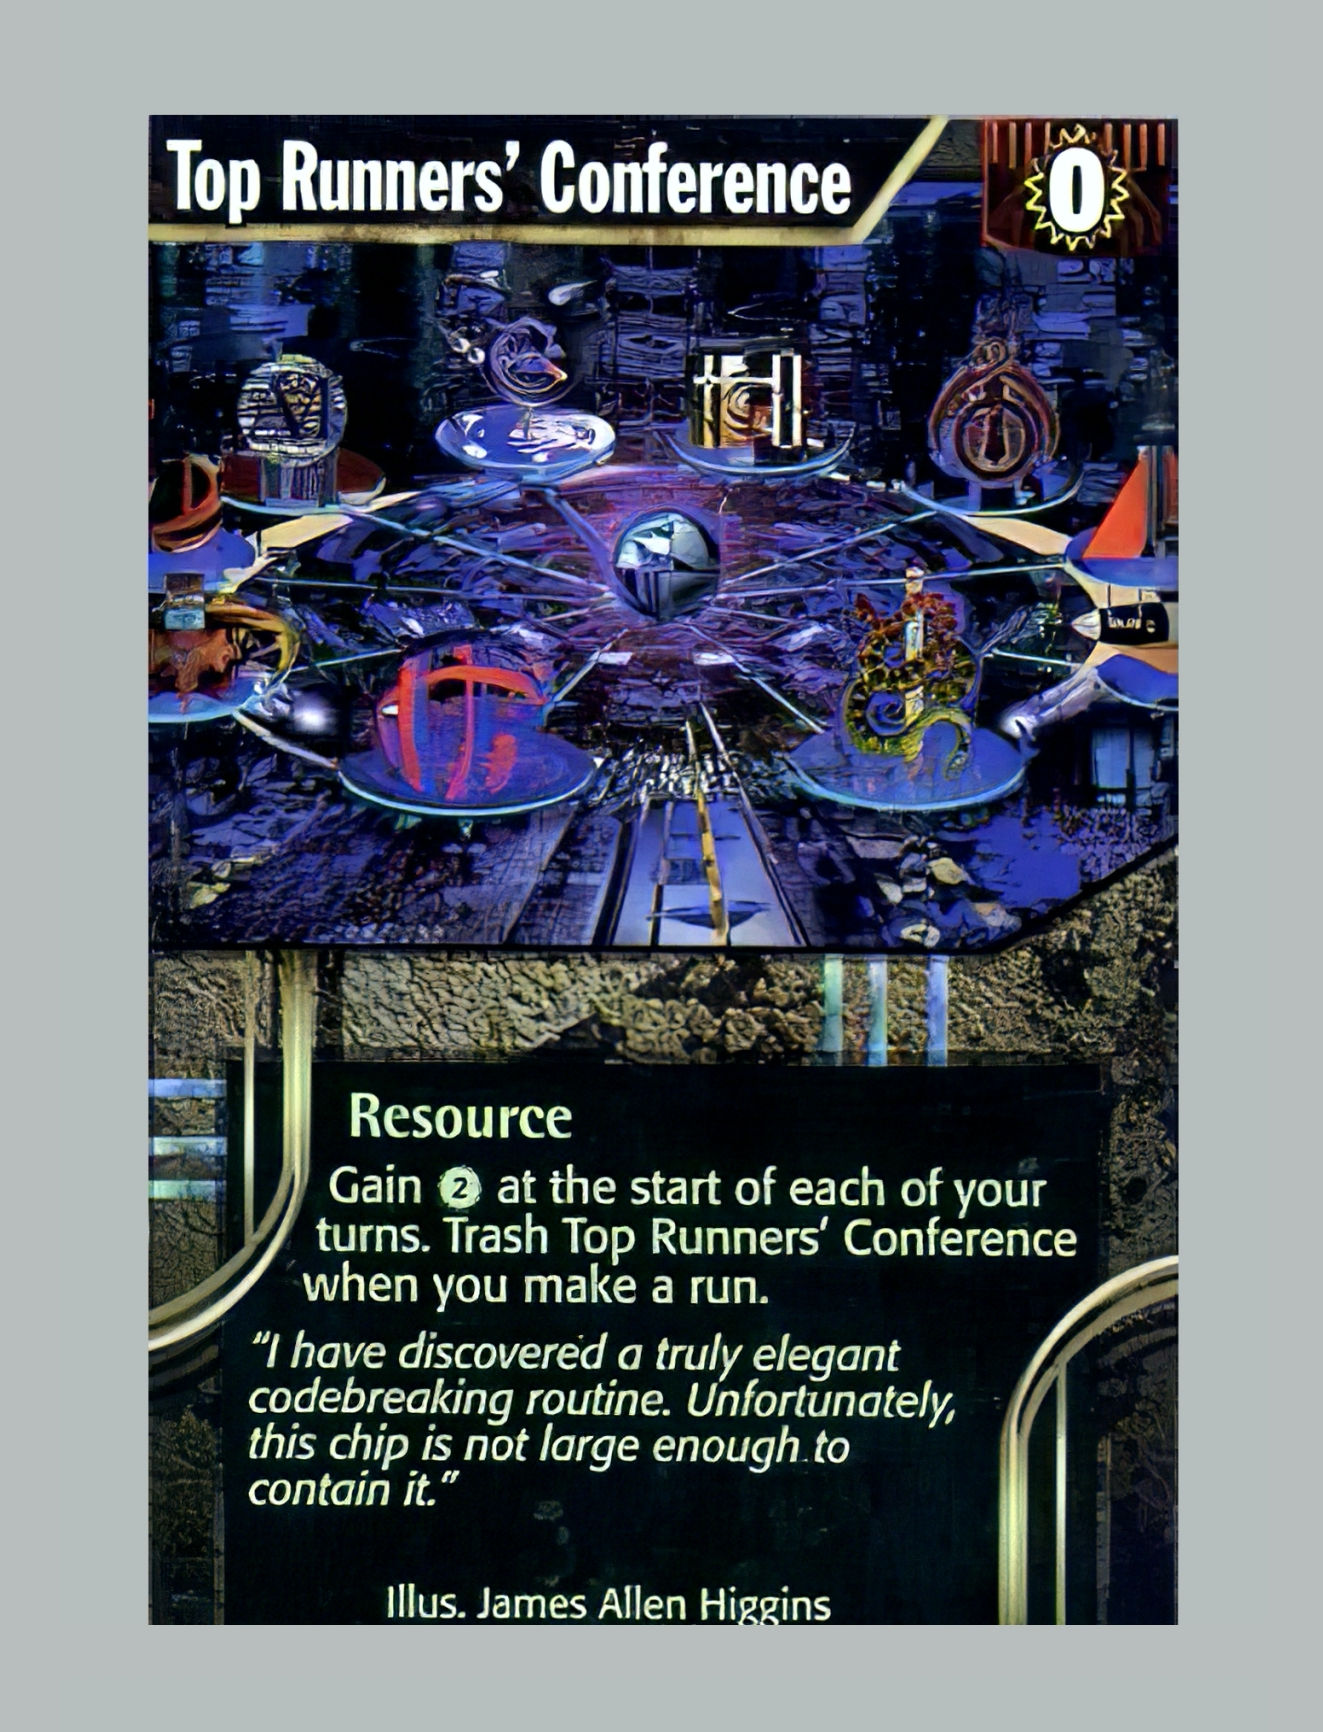 Top Runners’ Conference
0
Resource
Gain 2 at the start of each of your
turns. Trash Top Runners’ Conference
when you make a run.
“I have discovered a truly elegant
codebreaking routine. Unfortunately,
this chip is not large enough to
contain it.”
Illus. James Allen Higgins